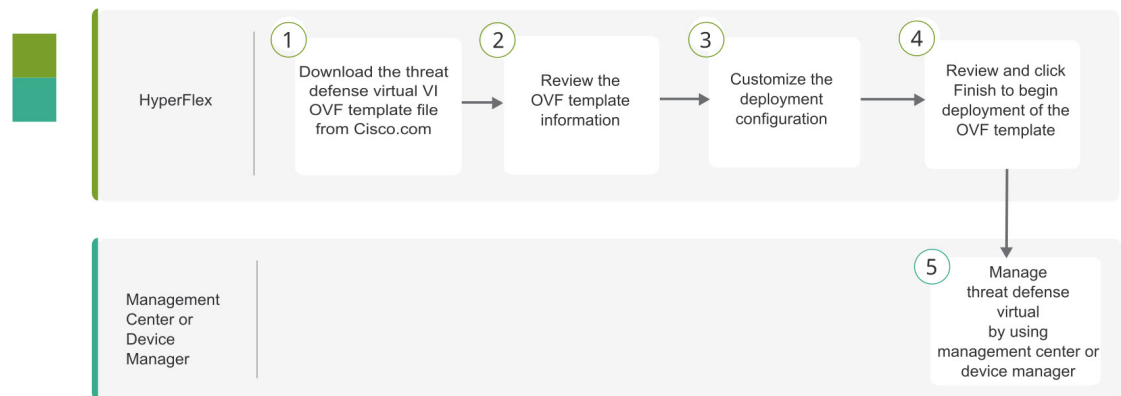 HyperFlex
1
Download the threat
defense virtual VI
OVF template file
from Cisco.com
2
Review the
OVF template
information
3
Customize the
deployment
configuration
4
Review and click
Finish to begin
deployment of the
OVF template
Management
Center or
Device
Manager
5
Manage
threat defense
virtual
by using
management center or
device manager